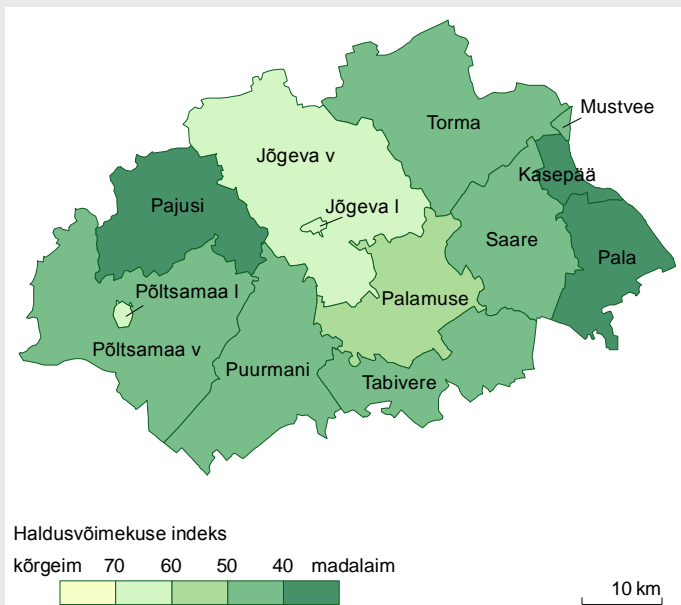 Torma
Mustvee
Jõgeva v
Kasepää
Pajusi
Jõgeva l
Saare
Pala
Põltsamaa l
Palamuse
Põltsamaa v
Puurmani
Tabivere
Haldusvõimekuse indeks
kõrgeim 70 60 50 40 madalaim
10 km